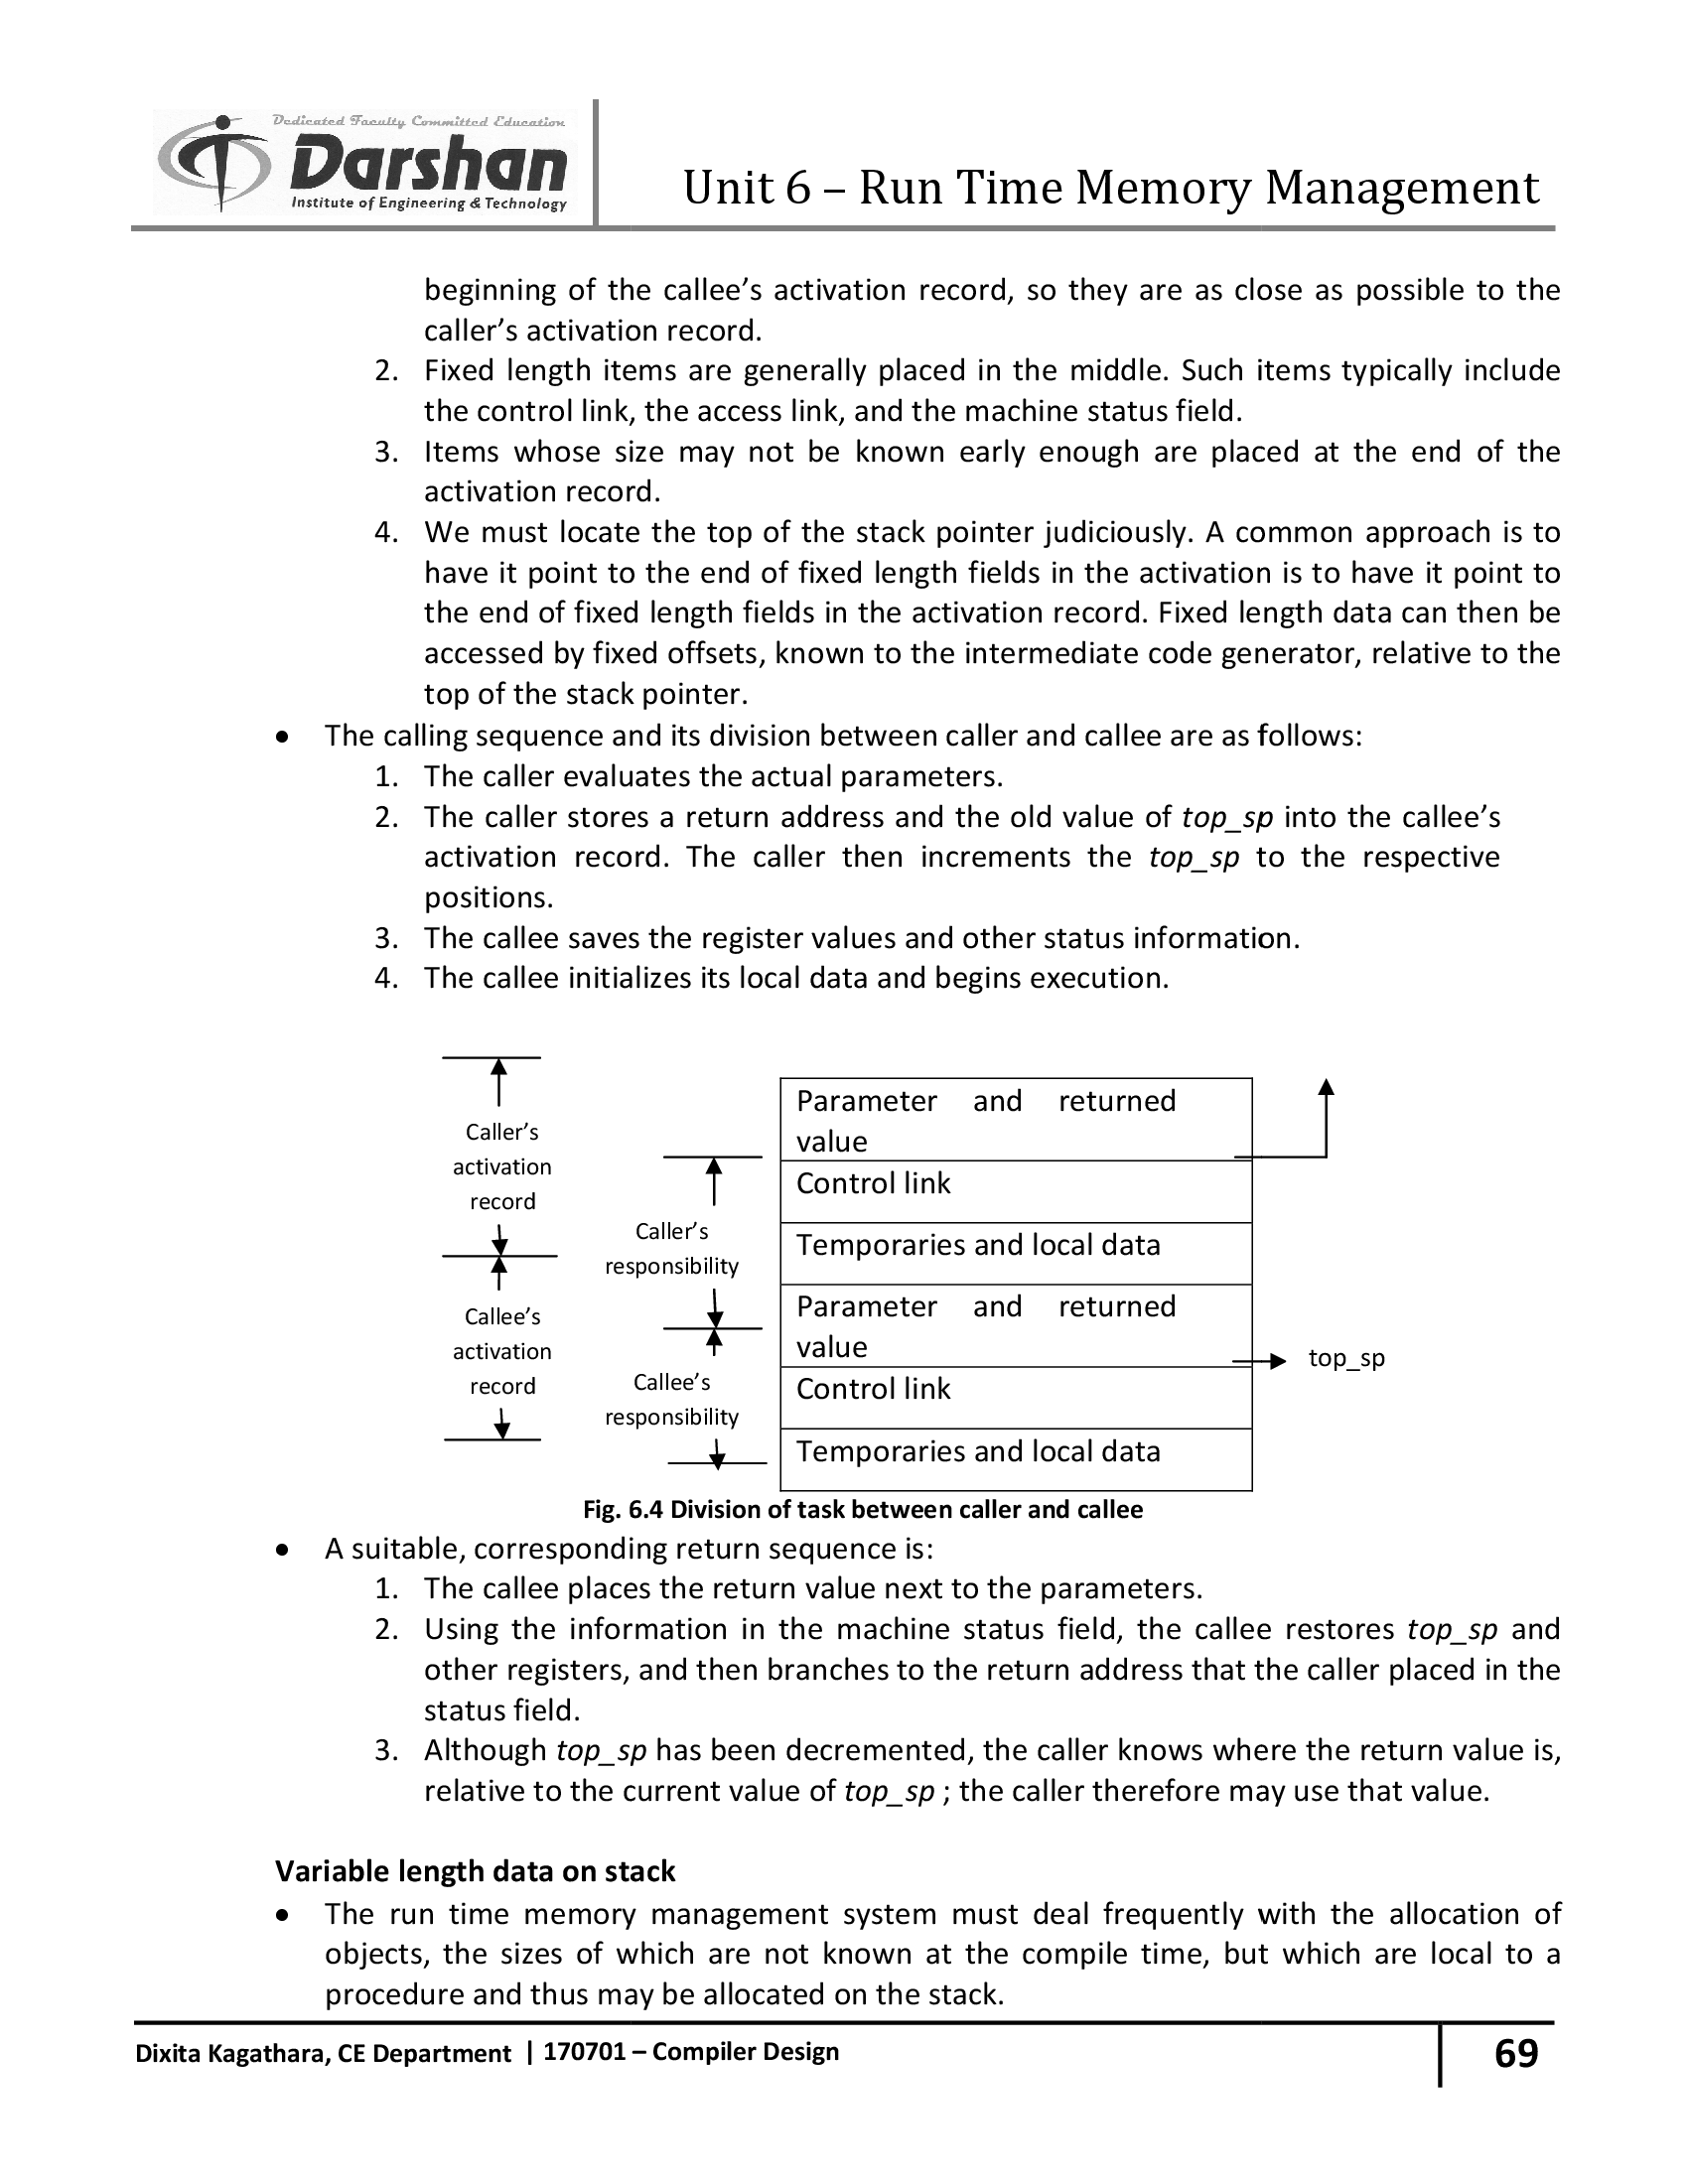 Dedicated Faculty Committed Education
Darshan
Institute of Engineering & Technology
Unit 6 – Run Time Memory Management
beginning of the callee’s activation record, so they are as close as possible to the
caller’s activation record.
2. Fixed length items are generally placed in the middle. Such items typically include
the control link, the access link, and the machine status field.
3. Items whose size may not be known early enough are placed at the end of the
activation record.
4. We must locate the top of the stack pointer judiciously. A common approach is to
have it point to the end of fixed length fields in the activation is to have it point to
the end of fixed length fields in the activation record. Fixed length data can then be
accessed by fixed offsets, known to the intermediate code generator, relative to the
top of the stack pointer.
• The calling sequence and its division between caller and callee are as follows:
1. The caller evaluates the actual parameters.
2. The caller stores a return address and the old value of top_sp into the callee’s
activation record. The caller then increments the top_sp to the respective
positions.
3. The callee saves the register values and other status information.
4. The callee initializes its local data and begins execution.
Caller’s
activation
record
Callee’s
activation
record
Caller’s
responsibility
Callee’s
responsibility
Parameter and returned
value
Control link
Temporaries and local data
Parameter and returned
value
Control link
Temporaries and local data
top_sp
Fig. 6.4 Division of task between caller and callee
• A suitable, corresponding return sequence is:
1. The callee places the return value next to the parameters.
2. Using the information in the machine status field, the callee restores top_sp and
other registers, and then branches to the return address that the caller placed in the
status field.
3. Although top_sp has been decremented, the caller knows where the return value is,
relative to the current value of top_sp ; the caller therefore may use that value.
Variable length data on stack
• The run time memory management system must deal frequently with the allocation of
objects, the sizes of which are not known at the compile time, but which are local to a
procedure and thus may be allocated on the stack.
Dixita Kagathara, CE Department | 170701 – Compiler Design
69